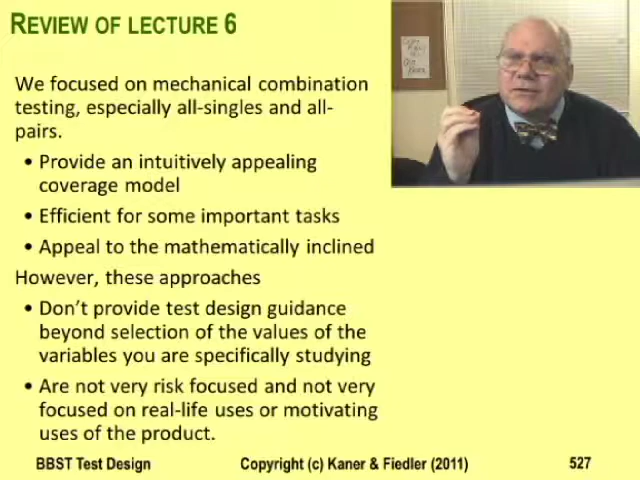 REVIEW OF LECTURE 6
We focused on mechanical combination
testing, especially all-singles and all-
pairs.
• Provide an intuitively appealing
coverage model
• Efficient for some important tasks
• Appeal to the mathematically inclined
However, these approaches
• Don't provide test design guidance
beyond selection of the values of the
variables you are specifically studying
• Are not very risk focused and not very
focused on real-life uses or motivating
uses of the product.
BBST Test Design Copyright (c) Kaner & Fiedler (2011) 527